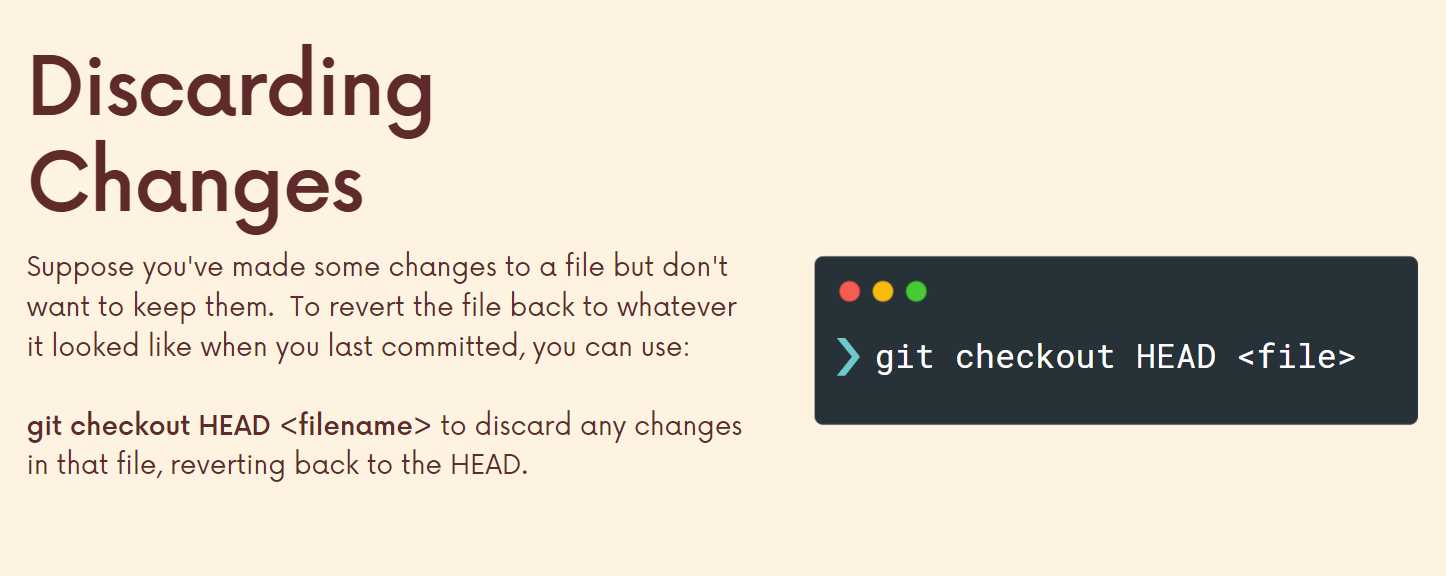 Discarding
Changes
Suppose you've made some changes to a file but don't
want to keep them.  To revert the file back to whatever
it looked like when you last committed, you can use:
git checkout HEAD <filename> to discard any changes
in that file, reverting back to the HEAD.
❯ git checkout HEAD <file>